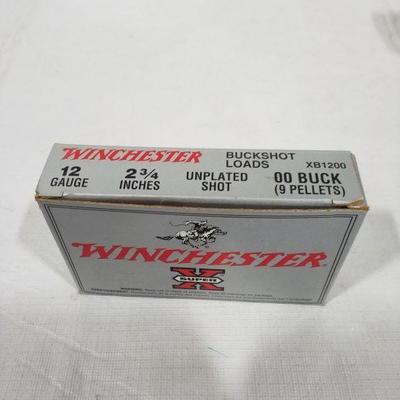 WINCHESTER BUCKSHOT LOADS XB1200
12 GAUGE 2 3/4 INCHES UNPLATED SHOT 00 BUCK (9 PELLETS)
WINCHESTER
SUPER X
WARNING: